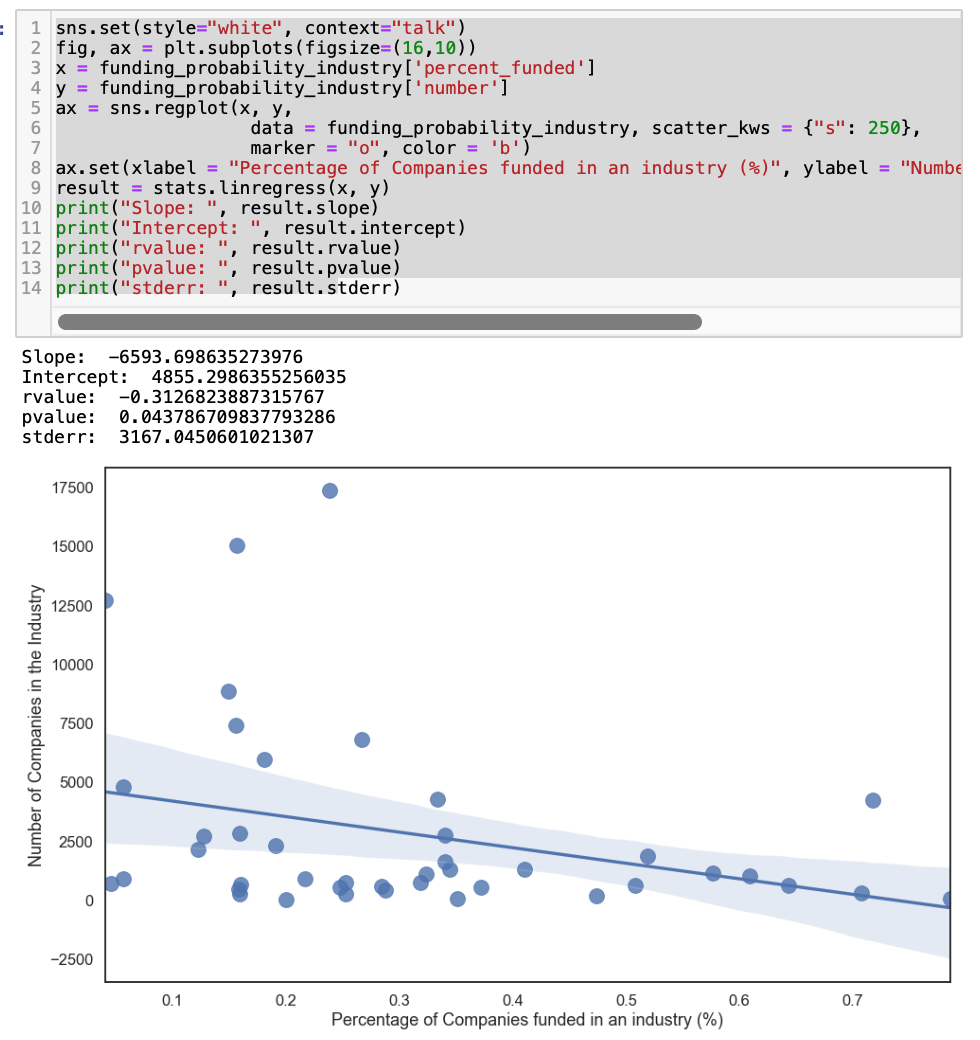 :
1 sns.set(style="white", context="talk")
2 fig, ax = plt.subplots(figsize=(16,10))
3 x = funding_probability_industry['percent_funded']
4 y = funding_probability_industry['number']
5 ax = sns.regplot(x, y,
6                  data = funding_probability_industry, scatter_kws = {"s": 250},
7                  marker = "o", color = 'b')
8 ax.set(xlabel = "Percentage of Companies funded in an industry (%)", ylabel = "Numbe
9 result = stats.linregress(x, y)
10 print("Slope: ", result.slope)
11 print("Intercept: ", result.intercept)
12 print("rvalue: ", result.rvalue)
13 print("pvalue: ", result.pvalue)
14 print("stderr: ", result.stderr)
Slope:  -6593.698635273976
Intercept:  4855.2986355256035
rvalue:  -0.3126823887315767
pvalue:  0.043786709837793286
stderr:  3167.0450601021307
17500
15000
12500
10000
7500
5000
2500
0
−2500
Number of Companies in the Industry
0.1 0.2 0.3 0.4 0.5 0.6 0.7
Percentage of Companies funded in an industry (%)